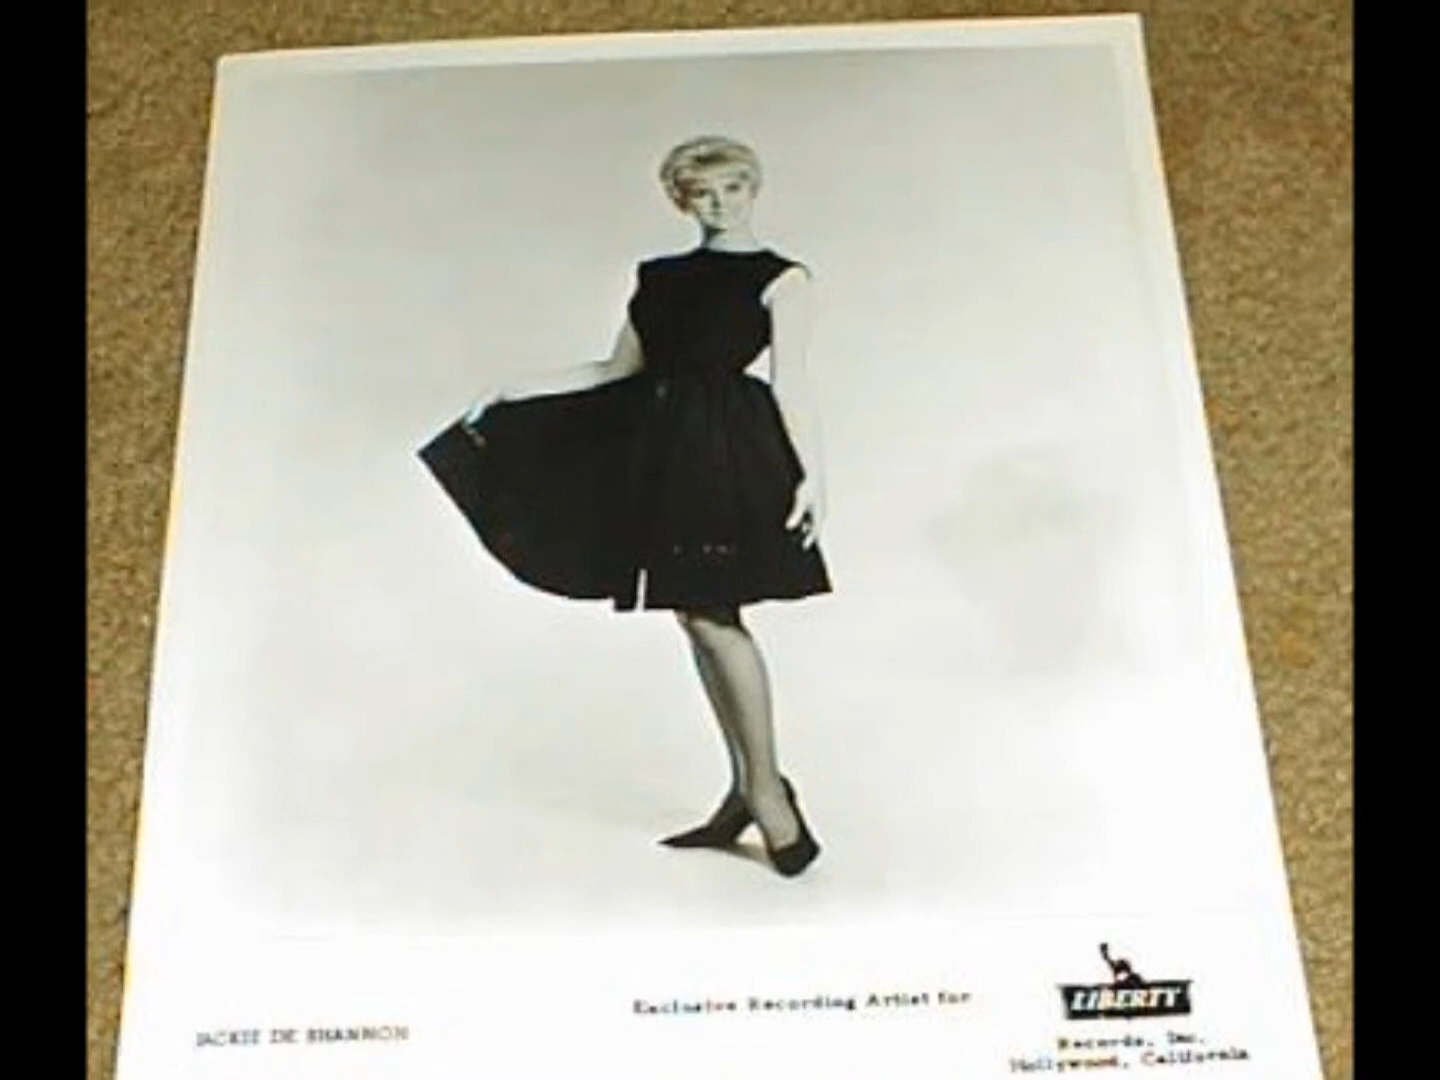 JACKIE DE SHANNON
Exclusive Recording Artist for
LIBERTY
Records, Inc.
Hollywood, California